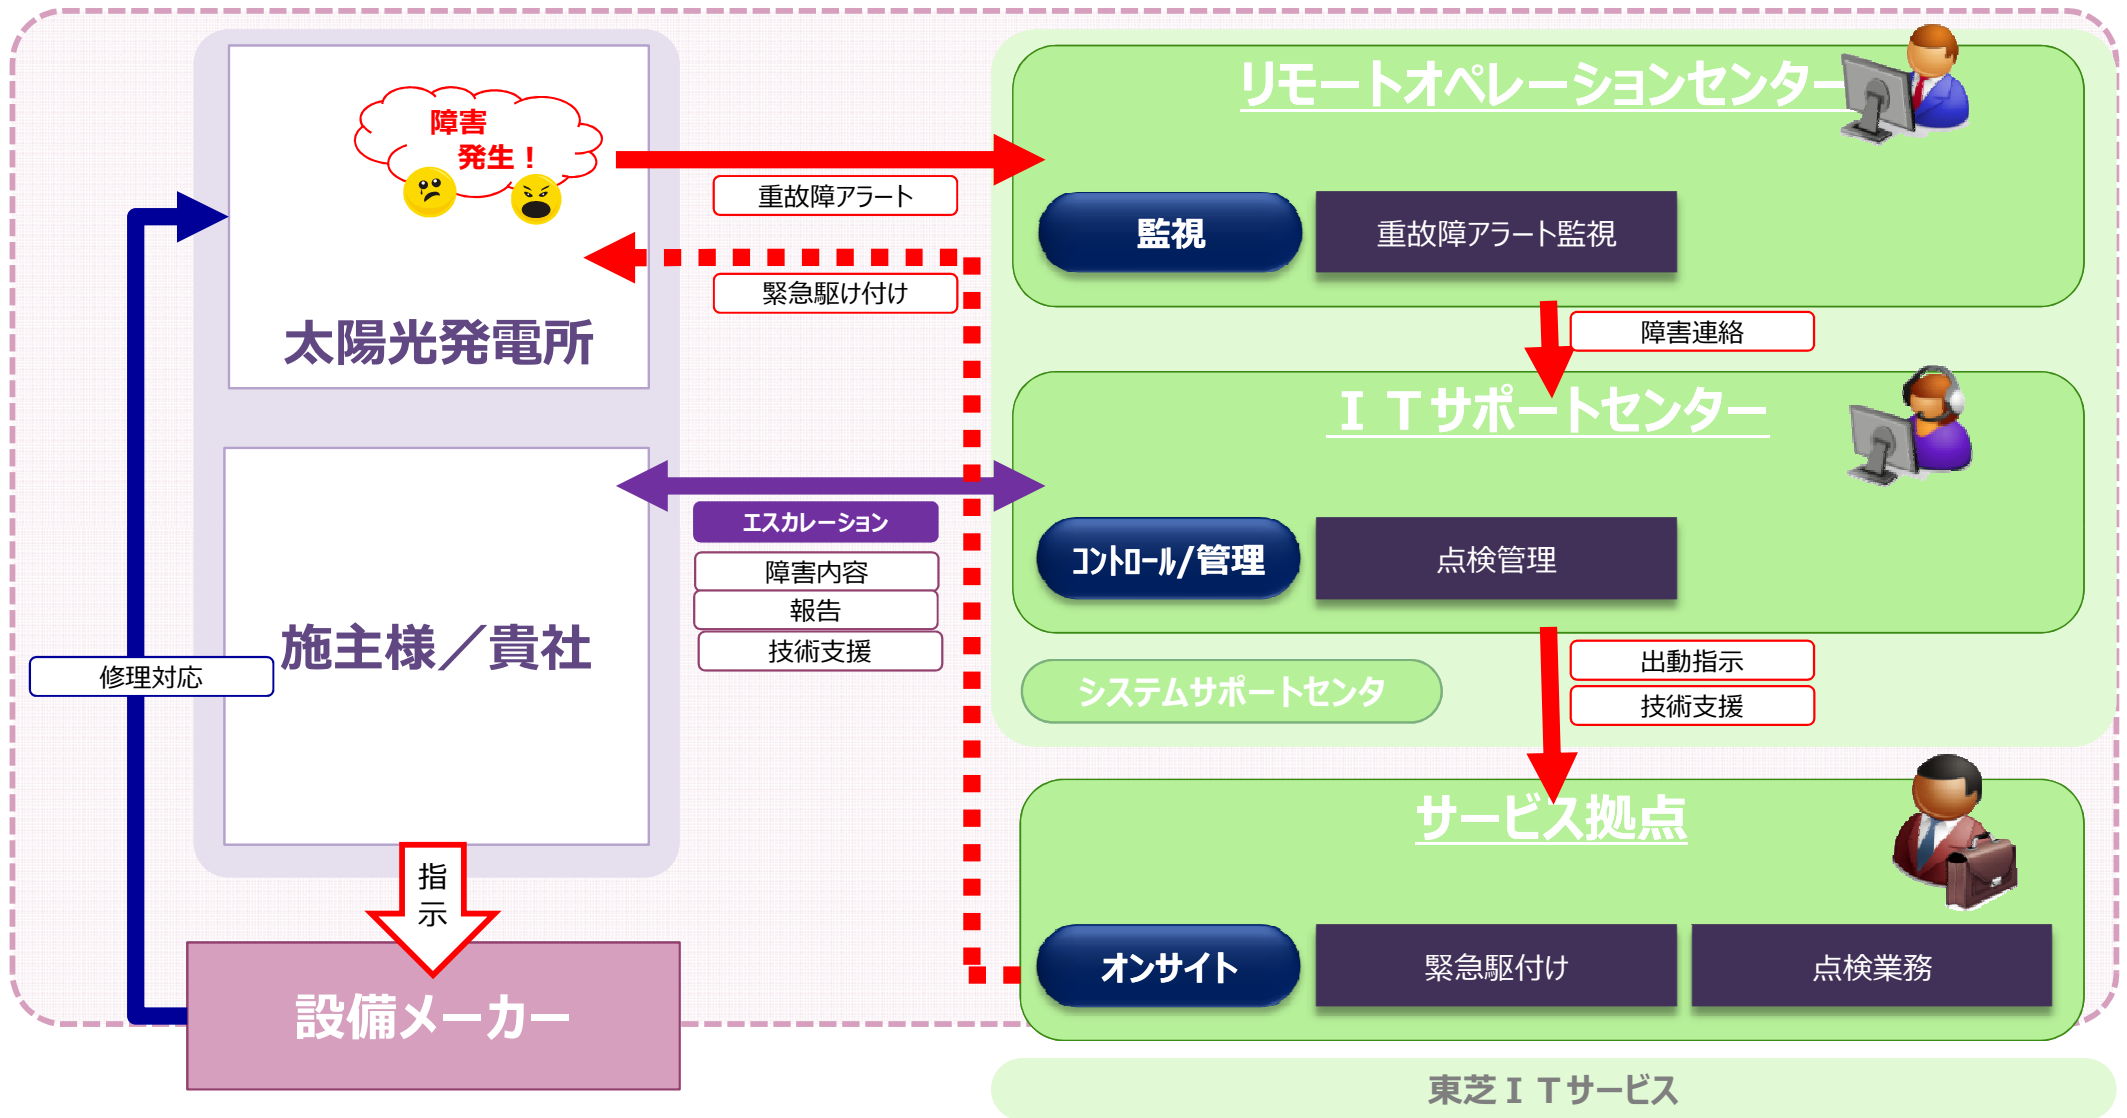 障害
発生！
太陽光発電所
重故障アラート
緊急駆け付け
リモートオペレーションセンター
監視
重故障アラート監視
障害連絡
ＩＴサポートセンター
ｺﾝﾄﾛｰﾙ/管理
点検管理
エスカレーション
障害内容
報告
技術支援
施主様／貴社
修理対応
システムサポートセンタ
出動指示
技術支援
サービス拠点
オンサイト
緊急駆付け
点検業務
指
示
設備メーカー
東芝ＩＴサービス